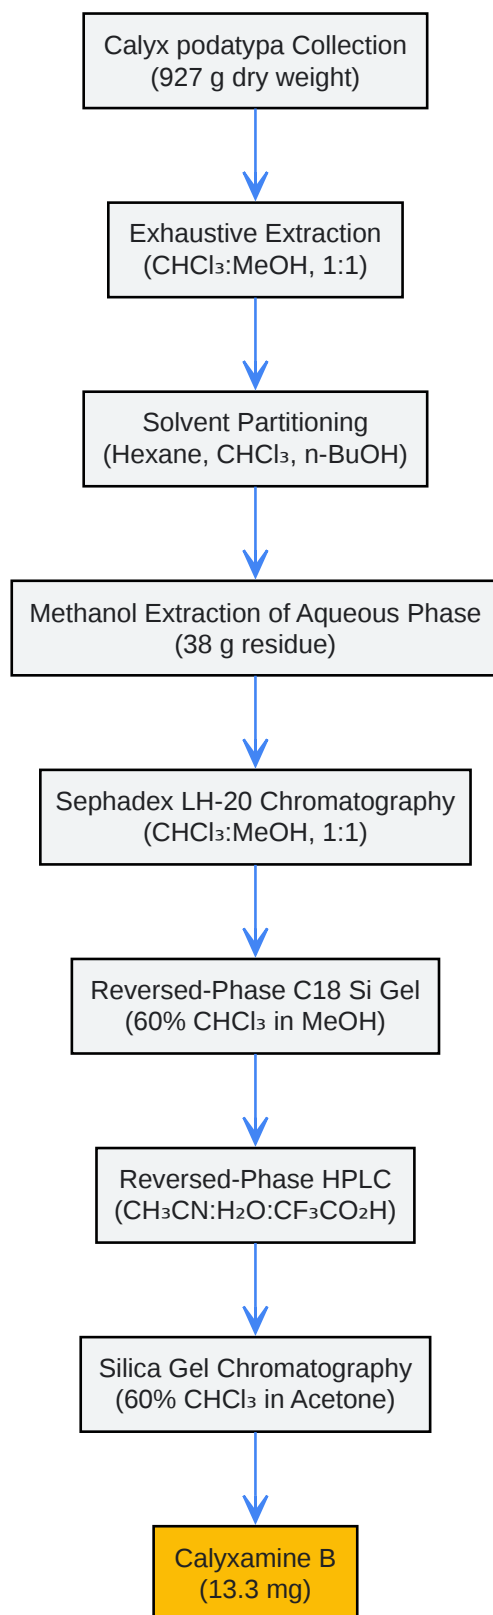 Calyx podatypa Collection
(927 g dry weight)
Exhaustive Extraction
(CHCl₃:MeOH, 1:1)
Solvent Partitioning
(Hexane, CHCl₃, n-BuOH)
Methanol Extraction of Aqueous Phase
(38 g residue)
Sephadex LH-20 Chromatography
(CHCl₃:MeOH, 1:1)
Reversed-Phase C18 Si Gel
(60% CHCl₃ in MeOH)
Reversed-Phase HPLC
(CH₃CN:H₂O:CF₃CO₂H)
Silica Gel Chromatography
(60% CHCl₃ in Acetone)
Calyxamine B
(13.3 mg)